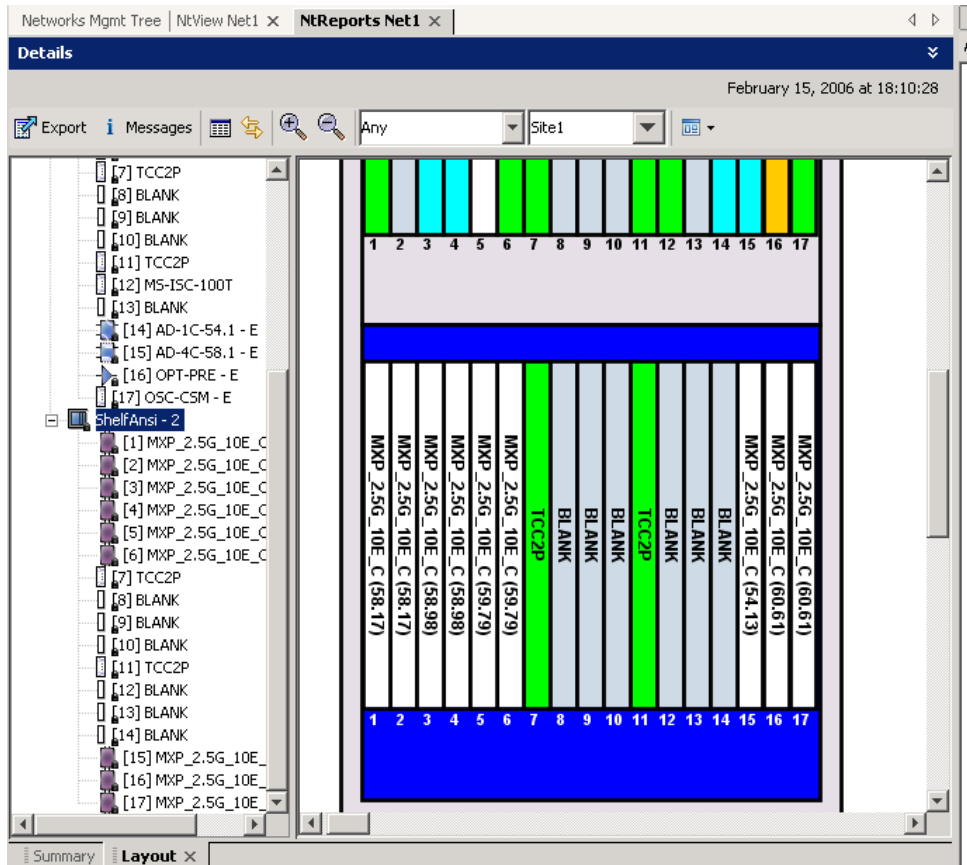 Networks Mgmt Tree NtView Net1 NtReports Net1
Details
February 15, 2006 at 18:10:28
Export Messages Any Site1
[7] TCC2P
[8] BLANK
[9] BLANK
[10] BLANK
[11] TCC2P
[12] MS-ISC-100T
[13] BLANK
[14] AD-1C-54.1 - E
[15] AD-4C-58.1 - E
[16] OPT-PRE - E
[17] OSC-CSM - E
ShelfAnsi - 2
[1] MXP_2.5G_10E_C
[2] MXP_2.5G_10E_C
[3] MXP_2.5G_10E_C
[4] MXP_2.5G_10E_C
[5] MXP_2.5G_10E_C
[6] MXP_2.5G_10E_C
[7] TCC2P
[8] BLANK
[9] BLANK
[10] BLANK
[11] TCC2P
[12] BLANK
[13] BLANK
[14] BLANK
[15] MXP_2.5G_10E_
[16] MXP_2.5G_10E_
[17] MXP_2.5G_10E_
1 2 3 4 5 6 7 8 9 10 11 12 13 14 15 16 17
MXP_2.5G_10E_C (58.17)
MXP_2.5G_10E_C (58.17)
MXP_2.5G_10E_C (58.98)
MXP_2.5G_10E_C (58.98)
MXP_2.5G_10E_C (59.79)
MXP_2.5G_10E_C (59.79)
TCC2P
BLANK
BLANK
BLANK
TCC2P
BLANK
BLANK
BLANK
MXP_2.5G_10E_C (54.13)
MXP_2.5G_10E_C (60.61)
MXP_2.5G_10E_C (60.61)
1 2 3 4 5 6 7 8 9 10 11 12 13 14 15 16 17
Summary Layout